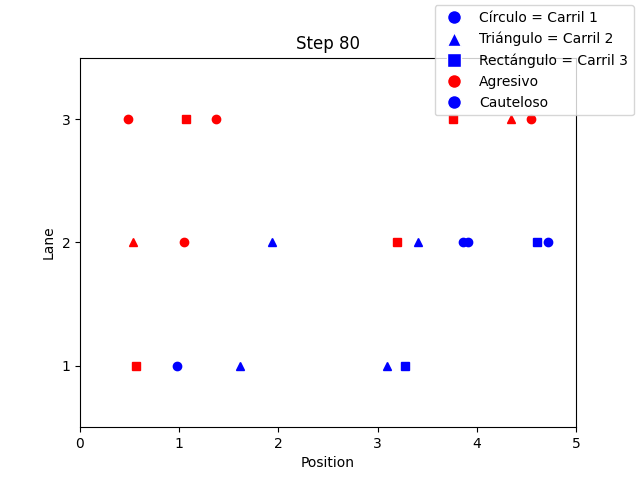 Step 80
Círculo = Carril 1
Triángulo = Carril 2
Rectángulo = Carril 3
Agresivo
Cauteloso
3
2
1
Lane
0 1 2 3 4 5
Position